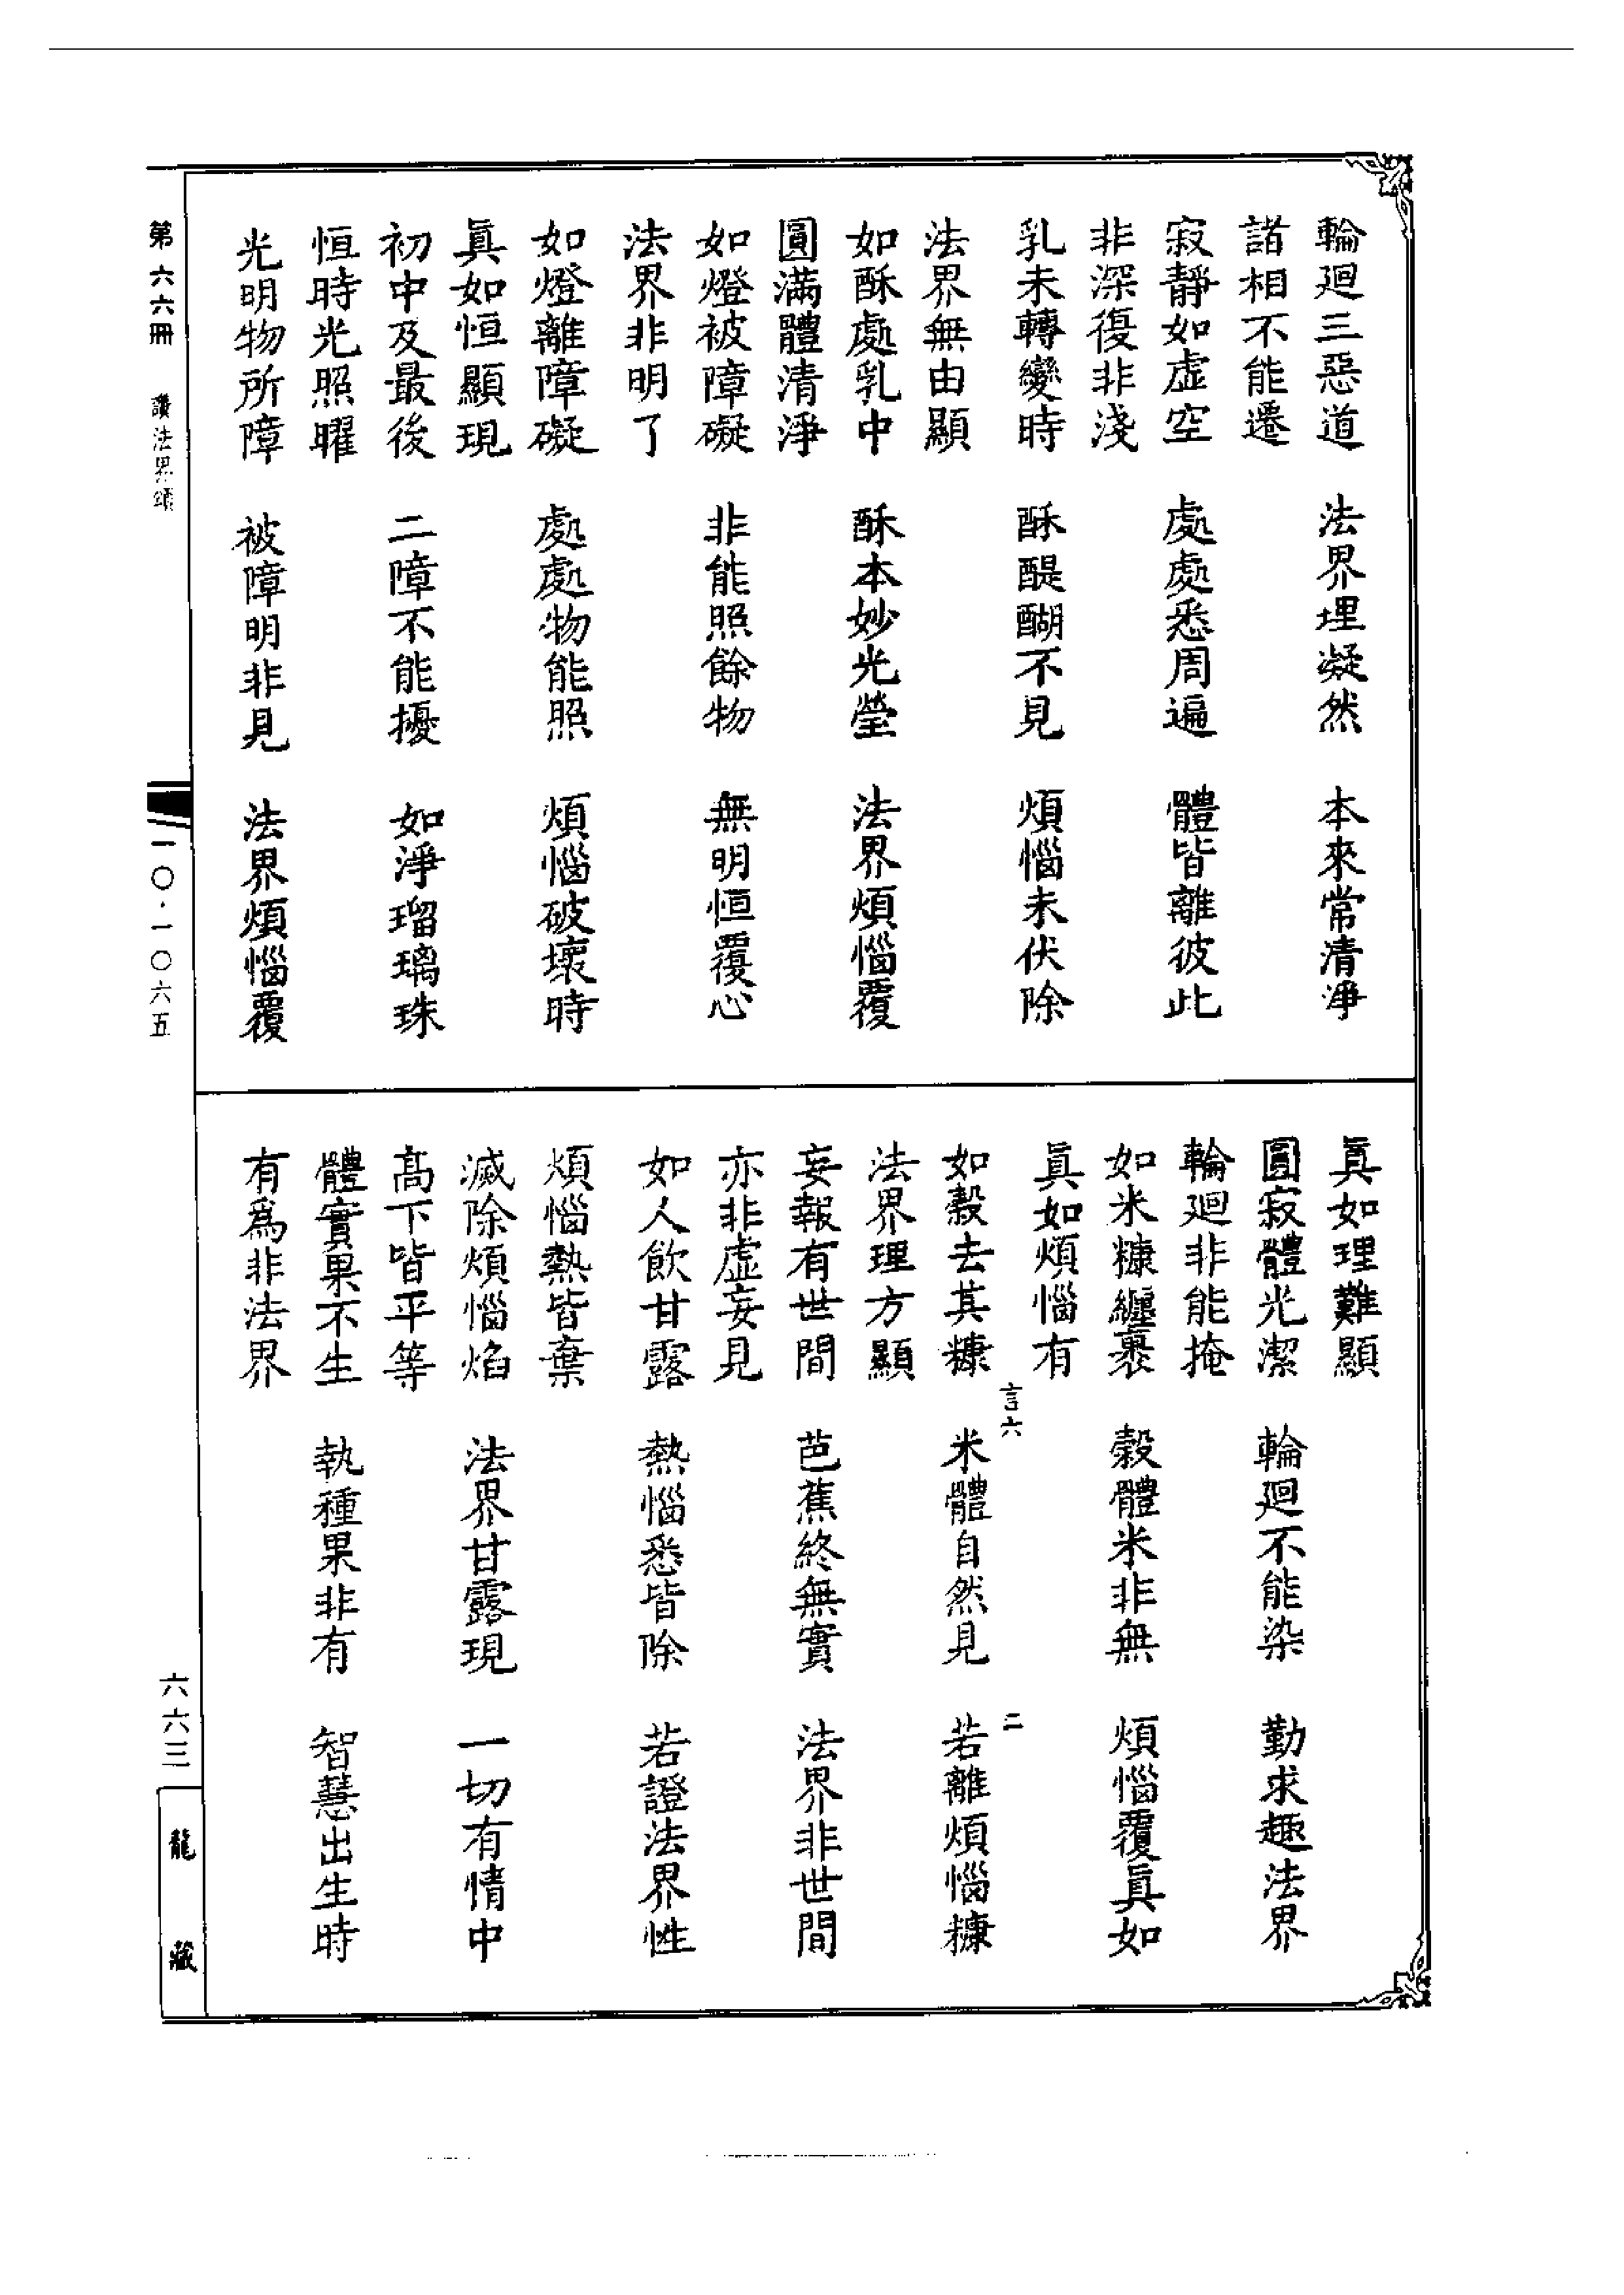 輪廻三惡道　法界理凝然　本來常清淨
諸相不能遷
寂靜如虛空　處處悉周遍　體皆離彼此
非深復非淺
乳未轉變時　酥醍醐不見　煩惱未伏除
法界無由顯
如酥處乳中　酥本妙光瑩　法界煩惱覆
圓滿體清淨
如燈被障礙　非能照餘物　無明恒覆心
法界非明了
如燈離障礙　處處物能照　煩惱破壞時
眞如恒顯現
初中及最後　二障不能擾　如淨瑠璃珠
恒時光照曜
光明物所障　被障明非見　法界煩惱覆
眞如理難顯
圓寂體光潔　輪廻不能染　勤求趣法界
輪廻非能掩
如米糠纏裹　穀體米非無　煩惱覆眞如
眞如煩惱有
言六　二
如穀去其糠　米體自然見　若離煩惱糠
法界理方顯
妄報有世間　芭蕉終無實　法界非世間
亦非虛妄見
如人飲甘露　熱惱悉皆除　若證法界性
煩惱熱皆棄
滅除煩惱焰　法界甘露現　一切有情中
高下皆平等
體實果不生　執種果非有　智慧出生時
有爲非法界
第六六冊　讚法界頌　一〇·一〇六五　六六三
龍藏